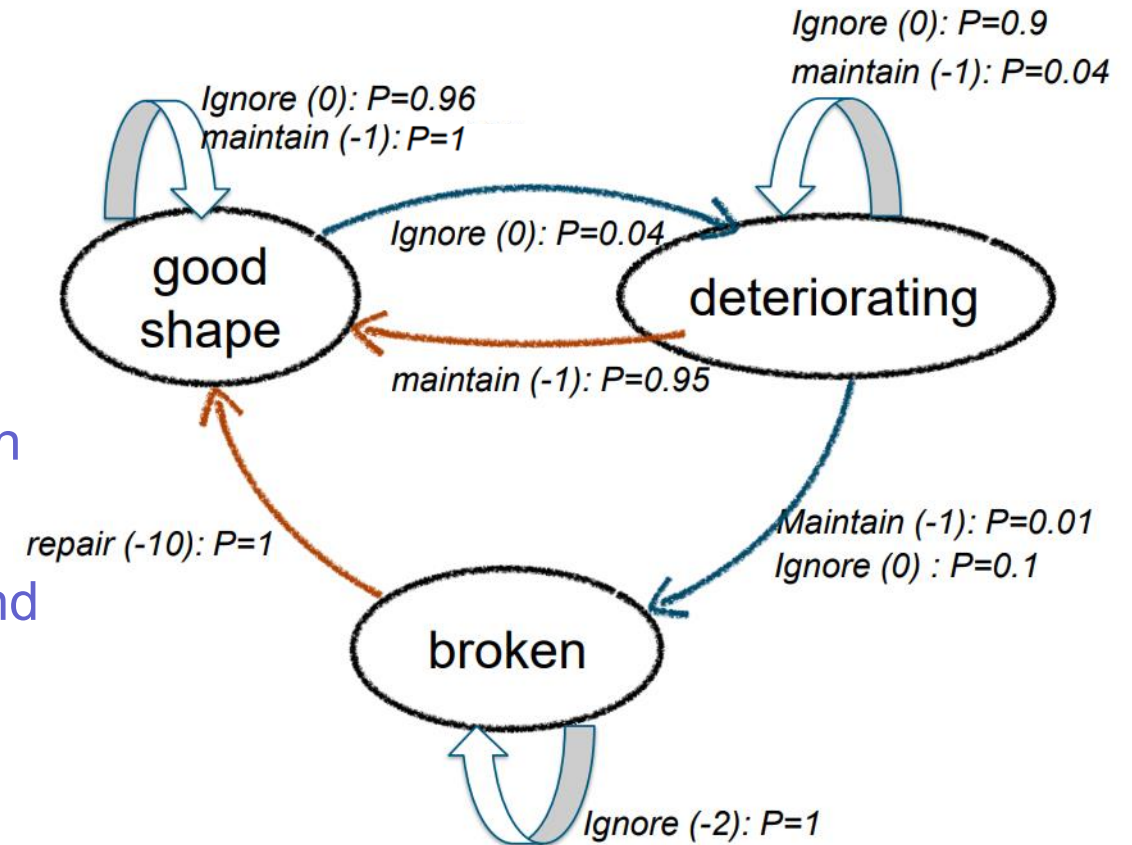 Ignore (0): P=0.9
maintain (-1): P=0.04
Ignore (0): P=0.96
maintain (-1): P=1
Ignore (0): P=0.04
good
shape
deteriorating
maintain (-1): P=0.95
Maintain (-1): P=0.01
Ignore (0) : P=0.1
repair (-10): P=1
broken
Ignore (-2): P=1